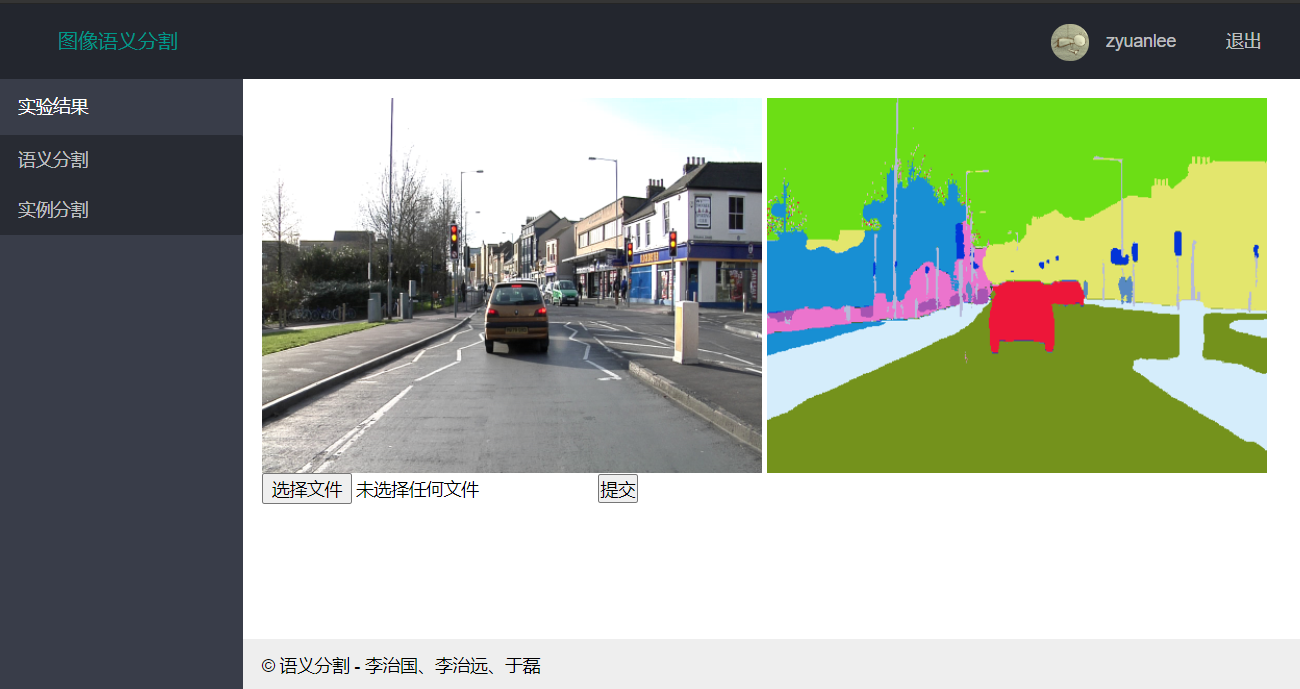 图像语义分割
zyuanlee
退出
实验结果
语义分割
实例分割
选择文件 未选择任何文件 提交
© 语义分割 - 李治国、李治远、于磊